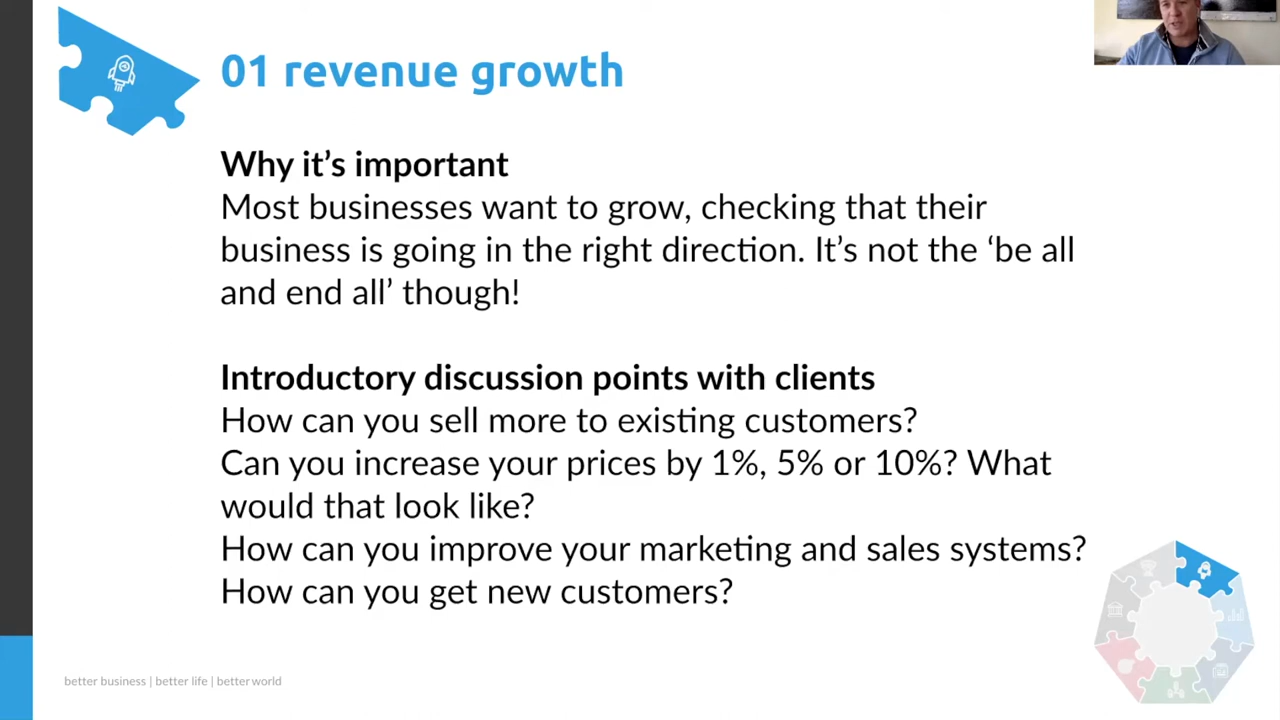 01 revenue growth
Why it’s important
Most businesses want to grow, checking that their
business is going in the right direction. It’s not the ‘be all
and end all’ though!
Introductory discussion points with clients
How can you sell more to existing customers?
Can you increase your prices by 1%, 5% or 10%? What
would that look like?
How can you improve your marketing and sales systems?
How can you get new customers?
better business | better life | better world